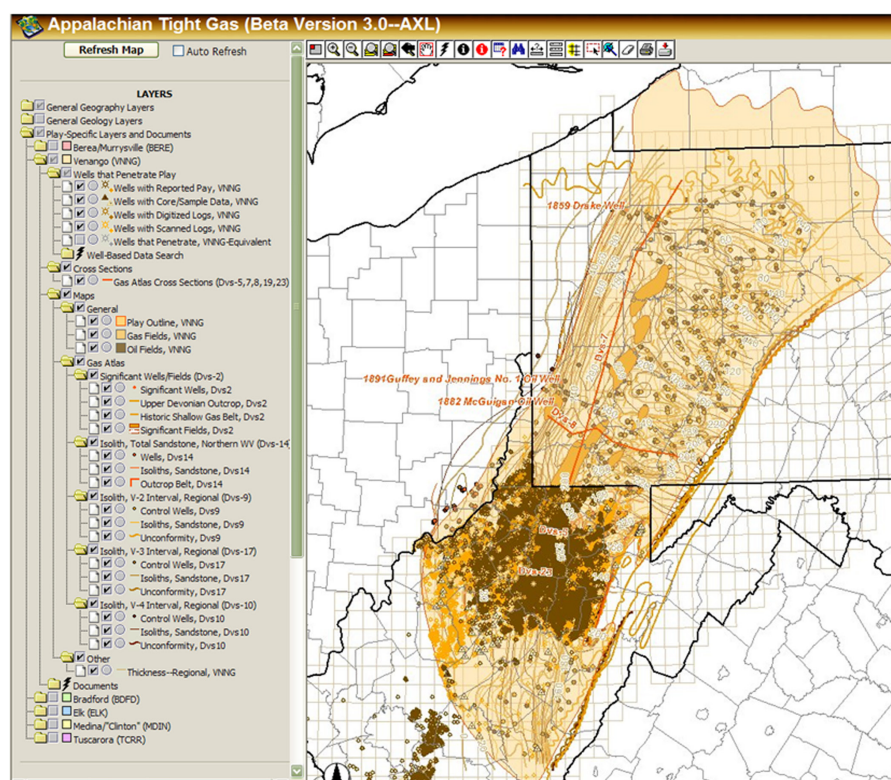 Appalachian Tight Gas (Beta Version 3.0--AXL)
Refresh Map
Auto Refresh
LAYERS
General Geography Layers
General Geology Layers
Play-Specific Layers and Documents
Berea/Murrysville (BERE)
Venango (VNNG)
Wells that Penetrate Play
Wells with Reported Pay, VNNG
Wells with Core/Sample Data, VNNG
Wells with Digitized Logs, VNNG
Wells with Scanned Logs, VNNG
Wells that Penetrate, VNNG-Equivalent
Well-Based Data Search
Cross Sections
Gas Atlas Cross Sections (Dvs-5,7,8,19,23)
Maps
General
Play Outline, VNNG
Gas Fields, VNNG
Oil Fields, VNNG
Gas Atlas
Significant Wells/Fields (Dvs-2)
Significant Wells, Dvs2
Upper Devonian Outcrop, Dvs2
Historic Shallow Gas Belt, Dvs2
Significant Fields, Dvs2
Isolith, Total Sandstone, Northern WV (Dvs-14)
Wells, Dvs14
Isoliths, Sandstone, Dvs14
Outcrop Belt, Dvs14
Isolith, V-2 Interval, Regional (Dvs-9)
Control Wells, Dvs9
Isoliths, Sandstone, Dvs9
Unconformity, Dvs9
Isolith, V-3 Interval, Regional (Dvs-17)
Control Wells, Dvs17
Isoliths, Sandstone, Dvs17
Unconformity, Dvs17
Isolith, V-4 Interval, Regional (Dvs-10)
Control Wells, Dvs10
Isoliths, Sandstone, Dvs10
Unconformity, Dvs10
Other
Thickness--Regional, VNNG
Documents
Bradford (BDFD)
Elk (ELK)
Medina/"Clinton" (MDIN)
Tuscarora (TCRR)
1859 Drake Well
Dvs-7
1891Guffey and Jennings No. 1 Oil Well
1882 McGuigan Oil Well
Dvs-8
Dvs-5
Dvs-23